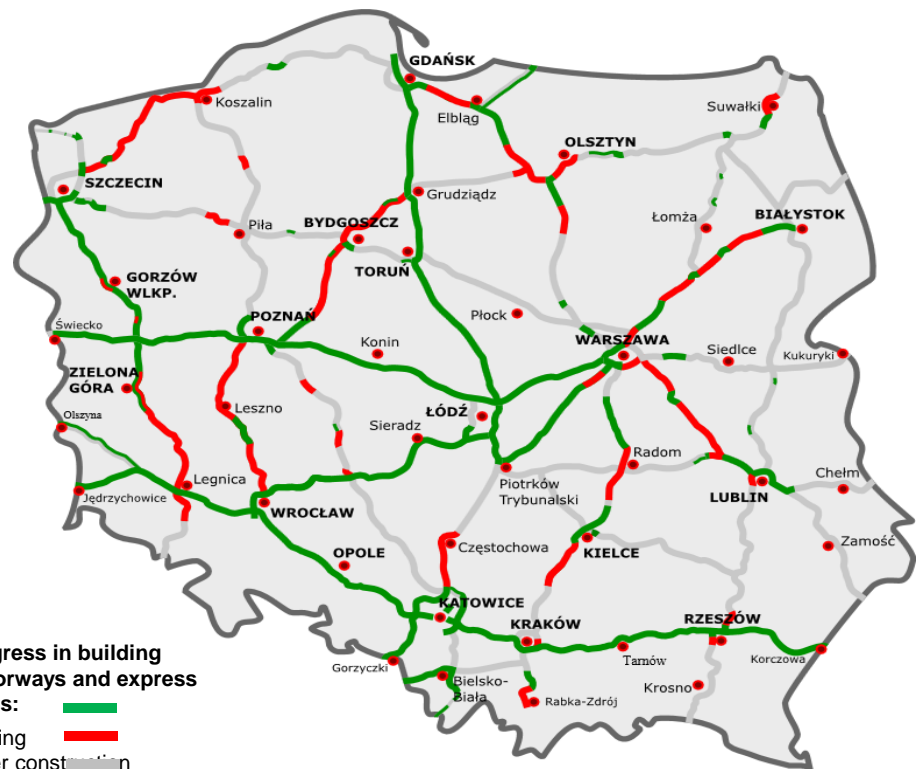 GDAŃSK
Koszalin
Elbląg
Suwałki
OLSZTYN
SZCZECIN
Grudziądz
Łomża
BIAŁYSTOK
Piła
BYDGOSZCZ
TORUŃ
GORZÓW
WLKP.
Płock
POZNAŃ
Świecko
Konin
WARSZAWA
Siedlce
Kukuryki
ZIELONA
GÓRA
Leszno
ŁÓDŹ
Olszyna
Sieradz
Radom
Legnica
Piotrków
Trybunalski
Chełm
Jędrzychowice
LUBLIN
WROCŁAW
Częstochowa
KIELCE
Zamość
OPOLE
KATOWICE
KRAKÓW
RZESZÓW
Tarnów
Korczowa
Gorzyczki
Bielsko-
Biała
Krosno
Rabka-Zdrój
gress in building
orways and express
s:
ing
er construction